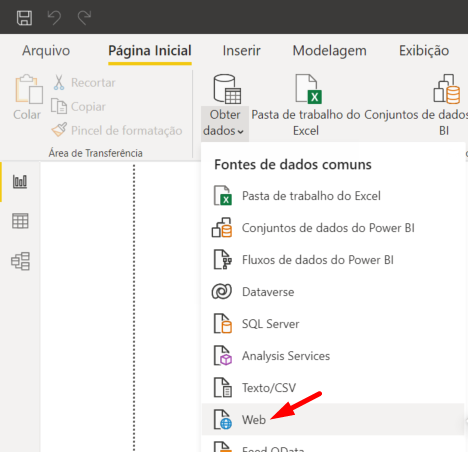 Arquivo Página Inicial Inserir Modelagem Exibição
Colar
Recortar
Copiar
Pincel de formatação
Área de Transferência
Obter
dados
Pasta de trabalho do
Excel
Conjuntos de dados
BI
Fontes de dados comuns
Pasta de trabalho do Excel
Conjuntos de dados do Power BI
Fluxos de dados do Power BI
Dataverse
SQL Server
Analysis Services
Texto/CSV
Web
Feed OData